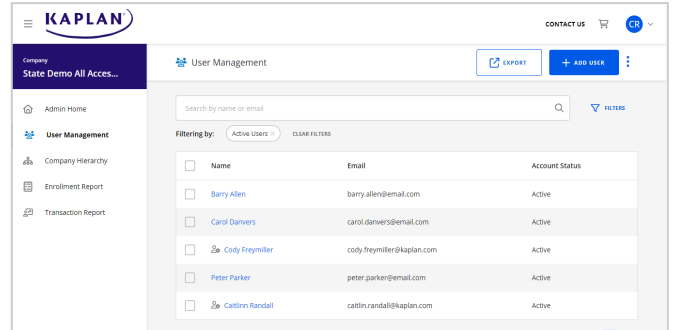 KAPLAN
CONTACT US
CR
Company
State Demo All Acces...
User Management
EXPORT
+ ADD USER
Admin Home
User Management
Company Hierarchy
Enrollment Report
Transaction Report
Search by name or email
FILTERS
Filtering by: Active Users × CLEAR FILTERS
Name Email Account Status
Barry Allen barry.allen@email.com Active
Carol Danvers carol.danvers@email.com Active
Cody Freymiller cody.freymiller@kaplan.com Active
Peter Parker peter.parker@email.com Active
Caitlinn Randall caitlin.randall@kaplan.com Active